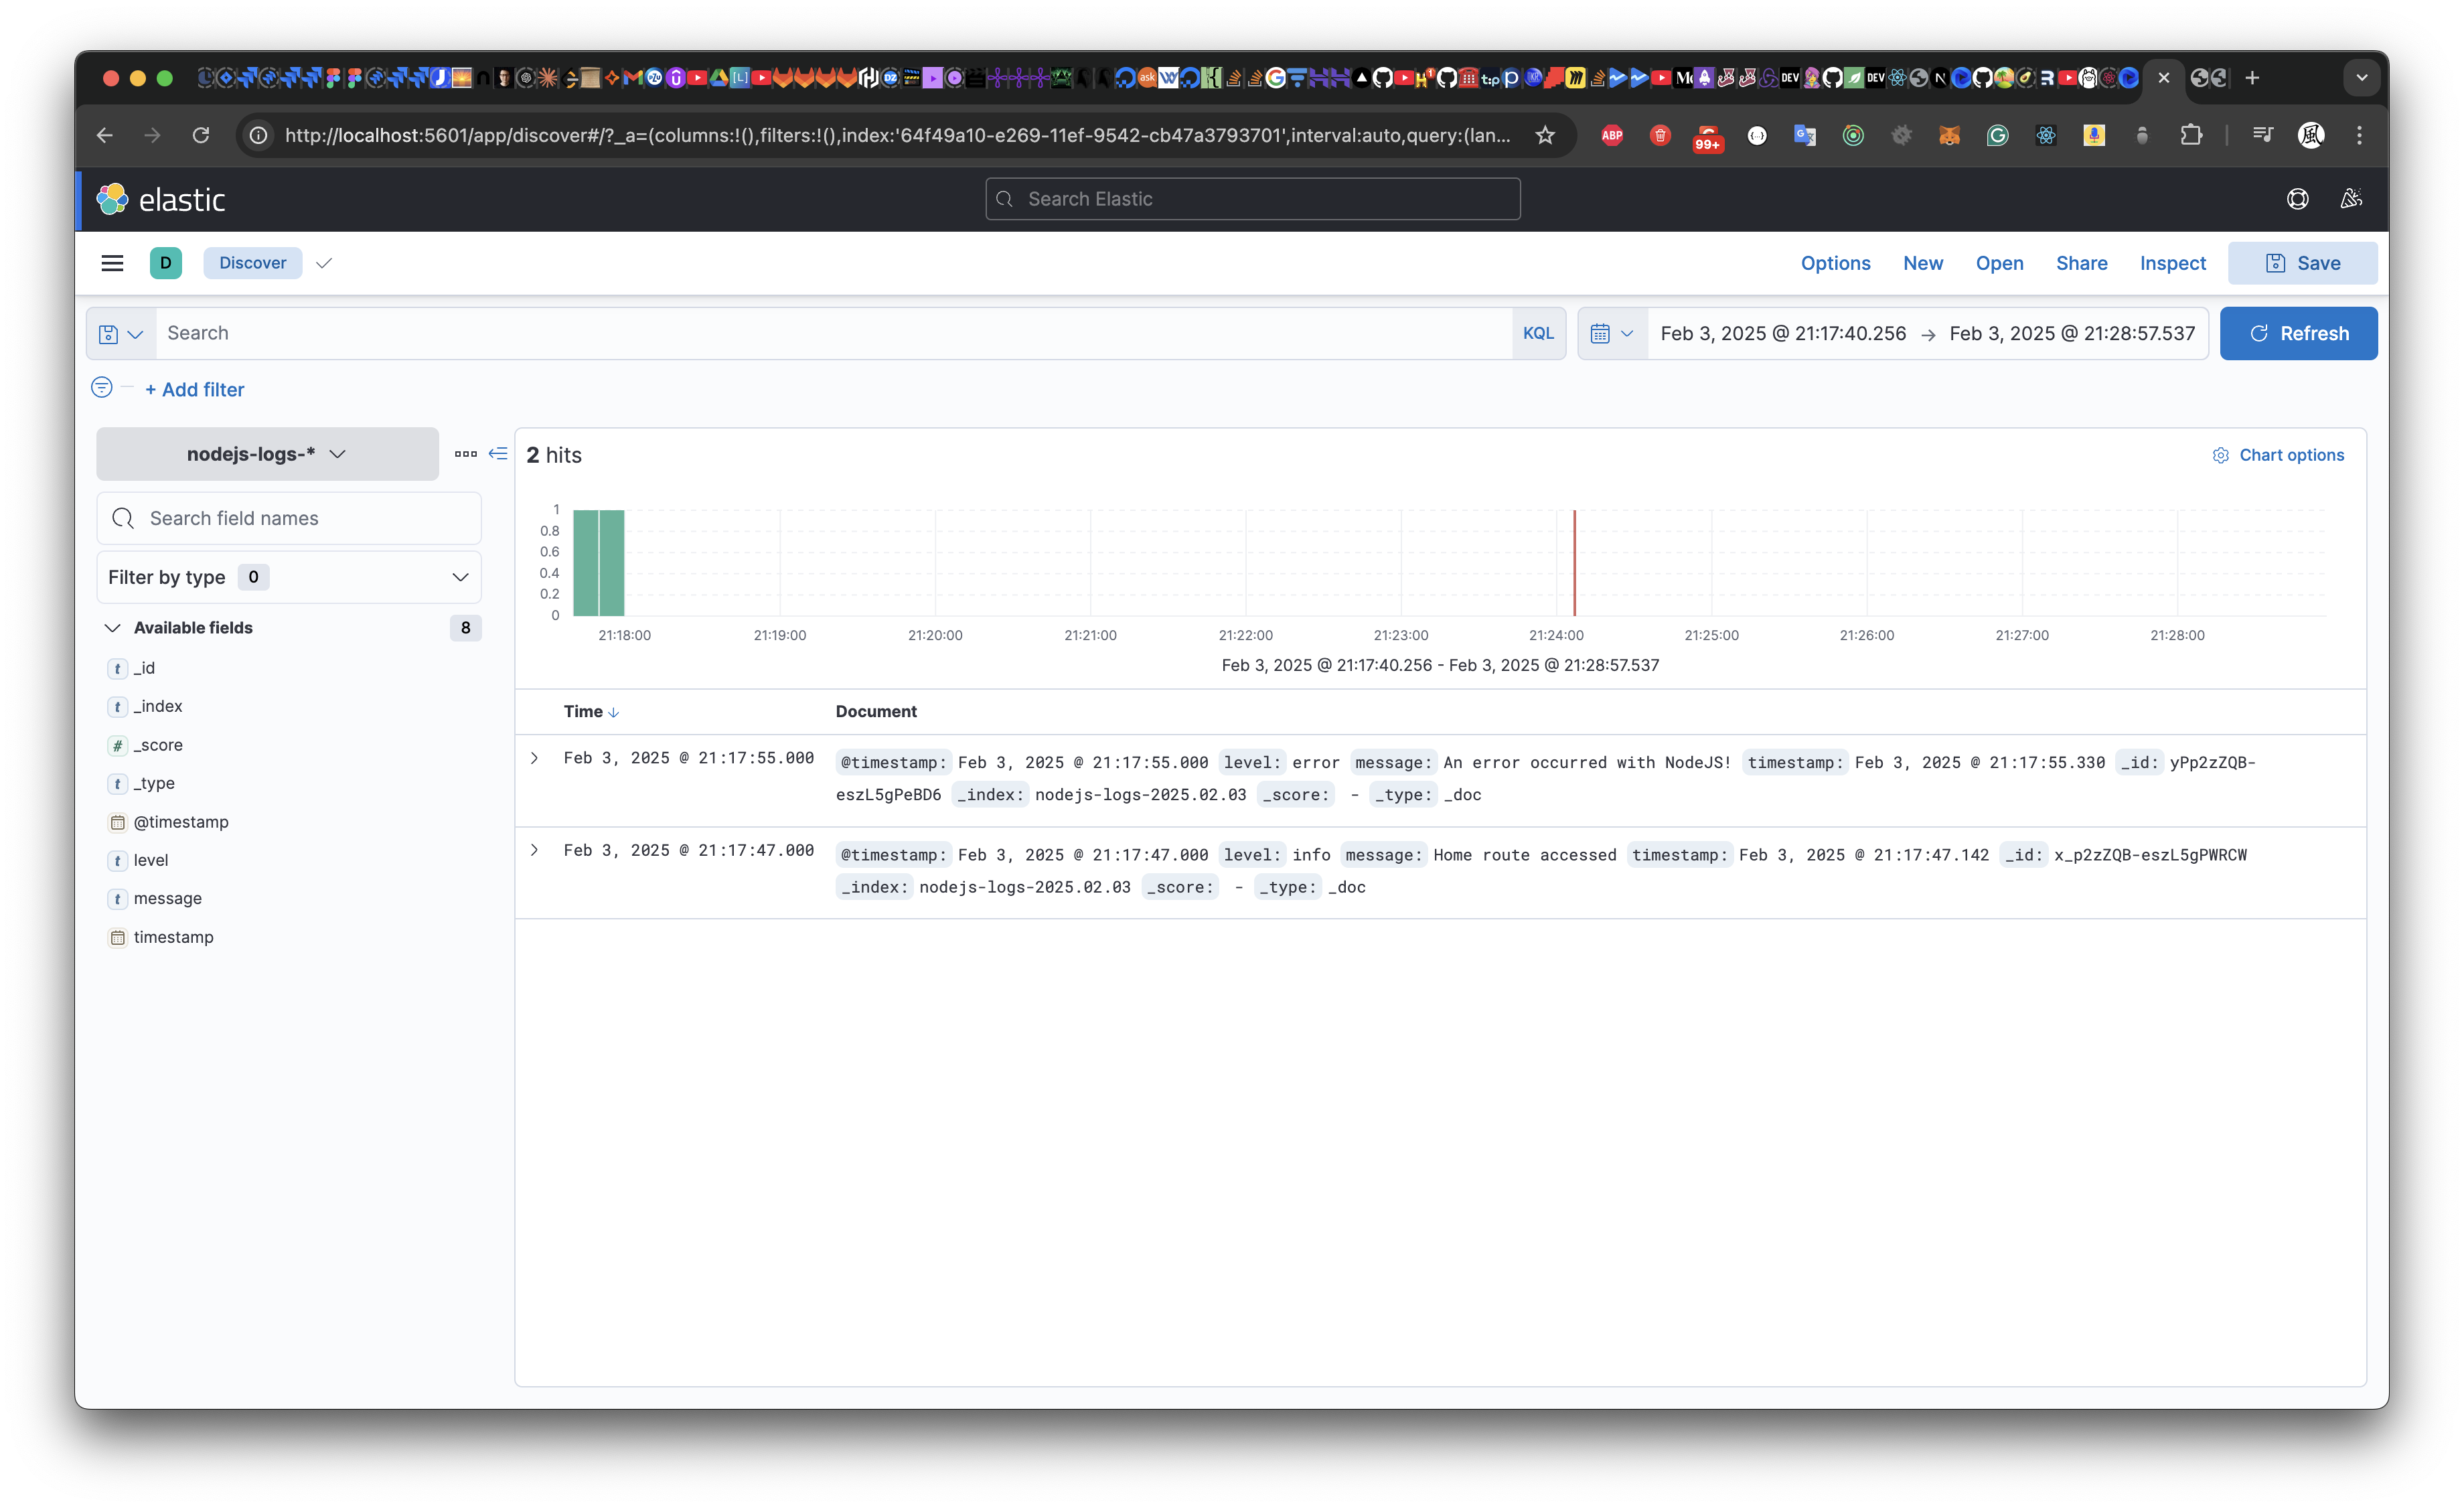 http://localhost:5601/app/discover#/?_a=(columns:!(),filters:!(),index:'64f49a10-e269-11ef-9542-cb47a3793701',interval:auto,query:(lan...
ABP
99+
elastic
Search Elastic
D
Discover
Options
New
Open
Share
Inspect
Save
Search
KQL
Feb 3, 2025 @ 21:17:40.256 → Feb 3, 2025 @ 21:28:57.537
Refresh
+ Add filter
nodejs-logs-*
2 hits
Chart options
Search field names
Filter by type 0
Available fields 8
t _id
t _index
# _score
t _type
@timestamp
t level
t message
timestamp
1
0.8
0.6
0.4
0.2
0
21:18:00 21:19:00 21:20:00 21:21:00 21:22:00 21:23:00 21:24:00 21:25:00 21:26:00 21:27:00 21:28:00
Feb 3, 2025 @ 21:17:40.256 - Feb 3, 2025 @ 21:28:57.537
Time Document
Feb 3, 2025 @ 21:17:55.000 @timestamp: Feb 3, 2025 @ 21:17:55.000 level: error message: An error occurred with NodeJS! timestamp: Feb 3, 2025 @ 21:17:55.330 _id: yPp2zZQB-
eszL5gPeBD6 _index: nodejs-logs-2025.02.03 _score: - _type: _doc
Feb 3, 2025 @ 21:17:47.000 @timestamp: Feb 3, 2025 @ 21:17:47.000 level: info message: Home route accessed timestamp: Feb 3, 2025 @ 21:17:47.142 _id: x_p2zZQB-eszL5gPWRCW
_index: nodejs-logs-2025.02.03 _score: - _type: _doc